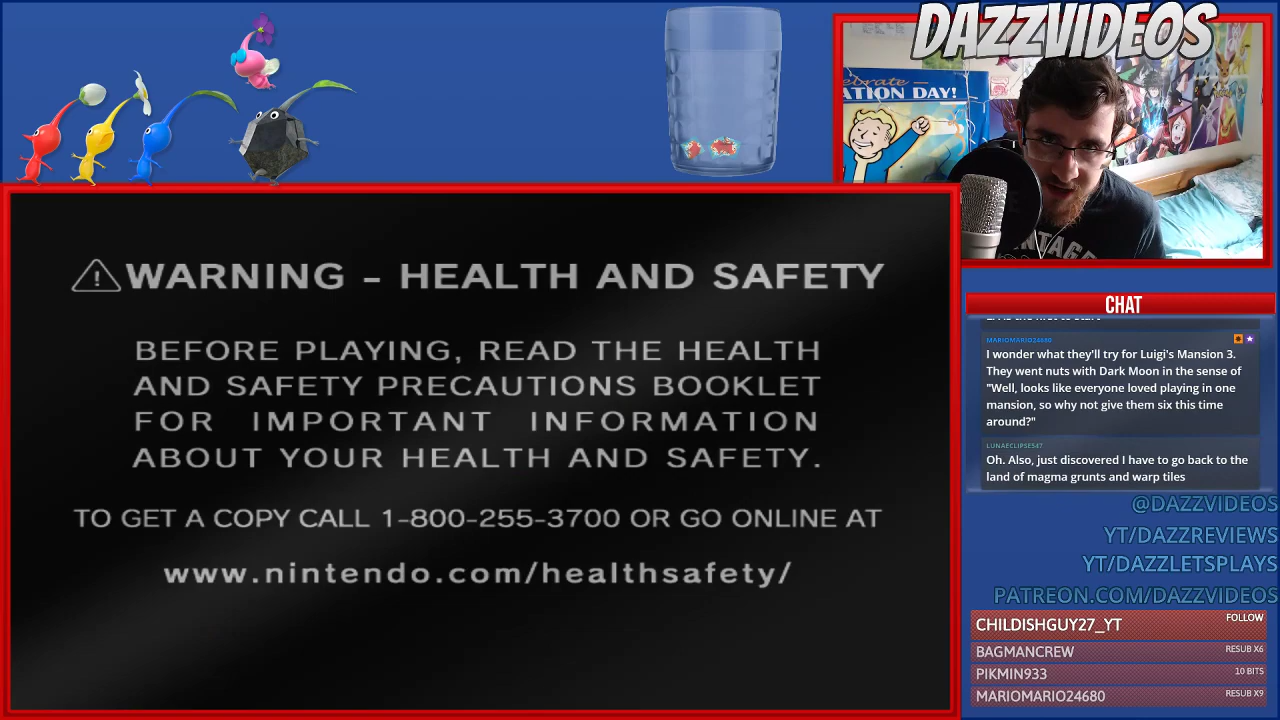 DAZZVIDEOS
ATION DAY!
⚠WARNING - HEALTH AND SAFETY
BEFORE PLAYING, READ THE HEALTH
AND SAFETY PRECAUTIONS BOOKLET
FOR IMPORTANT INFORMATION
ABOUT YOUR HEALTH AND SAFETY.
TO GET A COPY CALL 1-800-255-3700 OR GO ONLINE AT
www.nintendo.com/healthsafety/
CHAT
MARIOMARIO24680
I wonder what they'll try for Luigi's Mansion 3.
They went nuts with Dark Moon in the sense of
"Well, looks like everyone loved playing in one
mansion, so why not give them six this time
around?"
LUNAECLIPSE547
Oh. Also, just discovered I have to go back to the
land of magma grunts and warp tiles
@DAZZVIDEOS
YT/DAZZREVIEWS
YT/DAZZLETSPLAYS
PATREON.COM/DAZZVIDEOS
CHILDISHGUY27_YT FOLLOW
BAGMANCREW RESUB X6
PIKMIN933 10 BITS
MARIOMARIO24680 RESUB X9